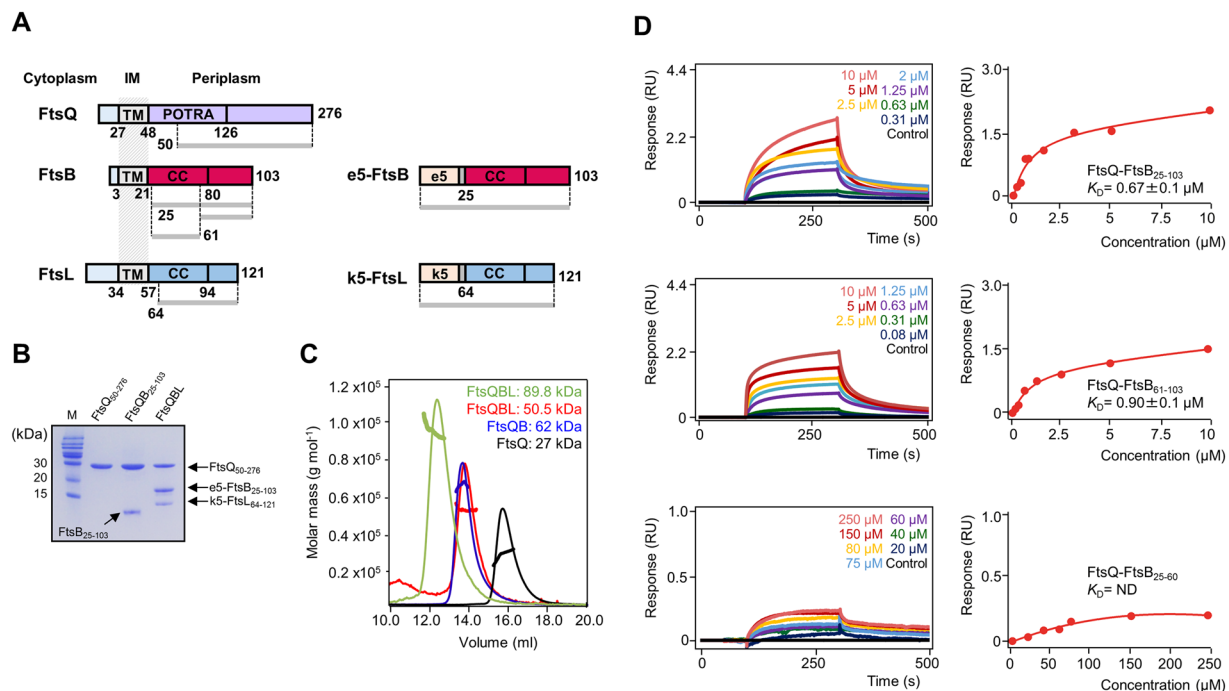 A
Cytoplasm IM Periplasm
FtsQ TM POTRA 276
27 48 126
50
FtsB TM CC 103
3 21 80
25
61
FtsL TM CC 121
34 57 94
64
e5-FtsB e5 CC 103
25
k5-FtsL k5 CC 121
64
B
M FtsQ50-276 FtsQB25-103 FtsQBL
(kDa)
30
20
15
FtsQ50-276
e5-FtsB25-103
k5-FtsL64-121
FtsB25-103
C
FtsQBL: 89.8 kDa
FtsQBL: 50.5 kDa
FtsQB: 62 kDa
FtsQ: 27 kDa
Molar mass (g mol-1)
1.2 x10⁵
1.0 x10⁵
0.8 x10⁵
0.6 x10⁵
0.4 x10⁵
0.2 x10⁵
10.0 12.0 14.0 16.0 18.0 20.0
Volume (ml)
D
Response (RU)
4.4
2.2
0
10 µM 2 µM
5 µM 1.25 µM
2.5 µM 0.63 µM
0.31 µM
Control
0 250 500
Time (s)
Response (RU)
3.0
1.5
0
FtsQ-FtsB25-103
KD= 0.67±0.1 µM
0 2.5 5 7.5 10
Concentration (µM)
Response (RU)
4.4
2.2
0
10 µM 1.25 µM
5 µM 0.63 µM
2.5 µM 0.31 µM
0.08 µM
Control
0 250 500
Time (s)
Response (RU)
3.0
1.5
0
FtsQ-FtsB61-103
KD= 0.90±0.1 µM
0 2.5 5 7.5 10
Concentration (µM)
Response (RU)
1.0
0.5
0
250 µM 60 µM
150 µM 40 µM
80 µM 20 µM
75 µM Control
0 250 500
Time (s)
Response (RU)
1.0
0.5
0
FtsQ-FtsB25-60
KD= ND
0 50 100 150 200 250
Concentration (µM)